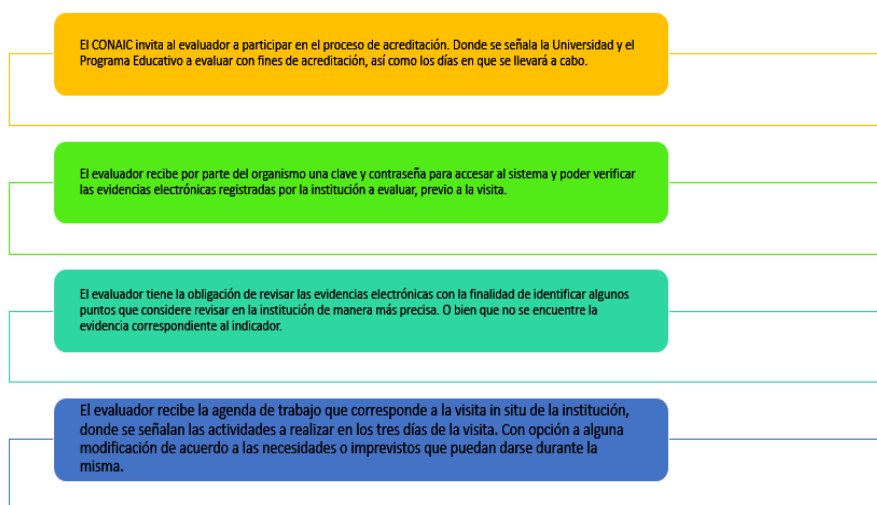 El CONAIC invita al evaluador a participar en el proceso de acreditación. Donde se señala la Universidad y el
Programa Educativo a evaluar con fines de acreditación, así como los días en que se llevará a cabo.
El evaluador recibe por parte del organismo una clave y contraseña para accesar al sistema y poder verificar
las evidencias electrónicas registradas por la institución a evaluar, previo a la visita.
El evaluador tiene la obligación de revisar las evidencias electrónicas con la finalidad de identificar algunos
puntos que considere revisar en la institución de manera más precisa. O bien que no se encuentre la
evidencia correspondiente al indicador.
El evaluador recibe la agenda de trabajo que corresponde a la visita in situ de la institución,
donde se señalan las actividades a realizar en los tres días de la visita. Con opción a alguna
modificación de acuerdo a las necesidades o imprevistos que puedan darse durante la
misma.